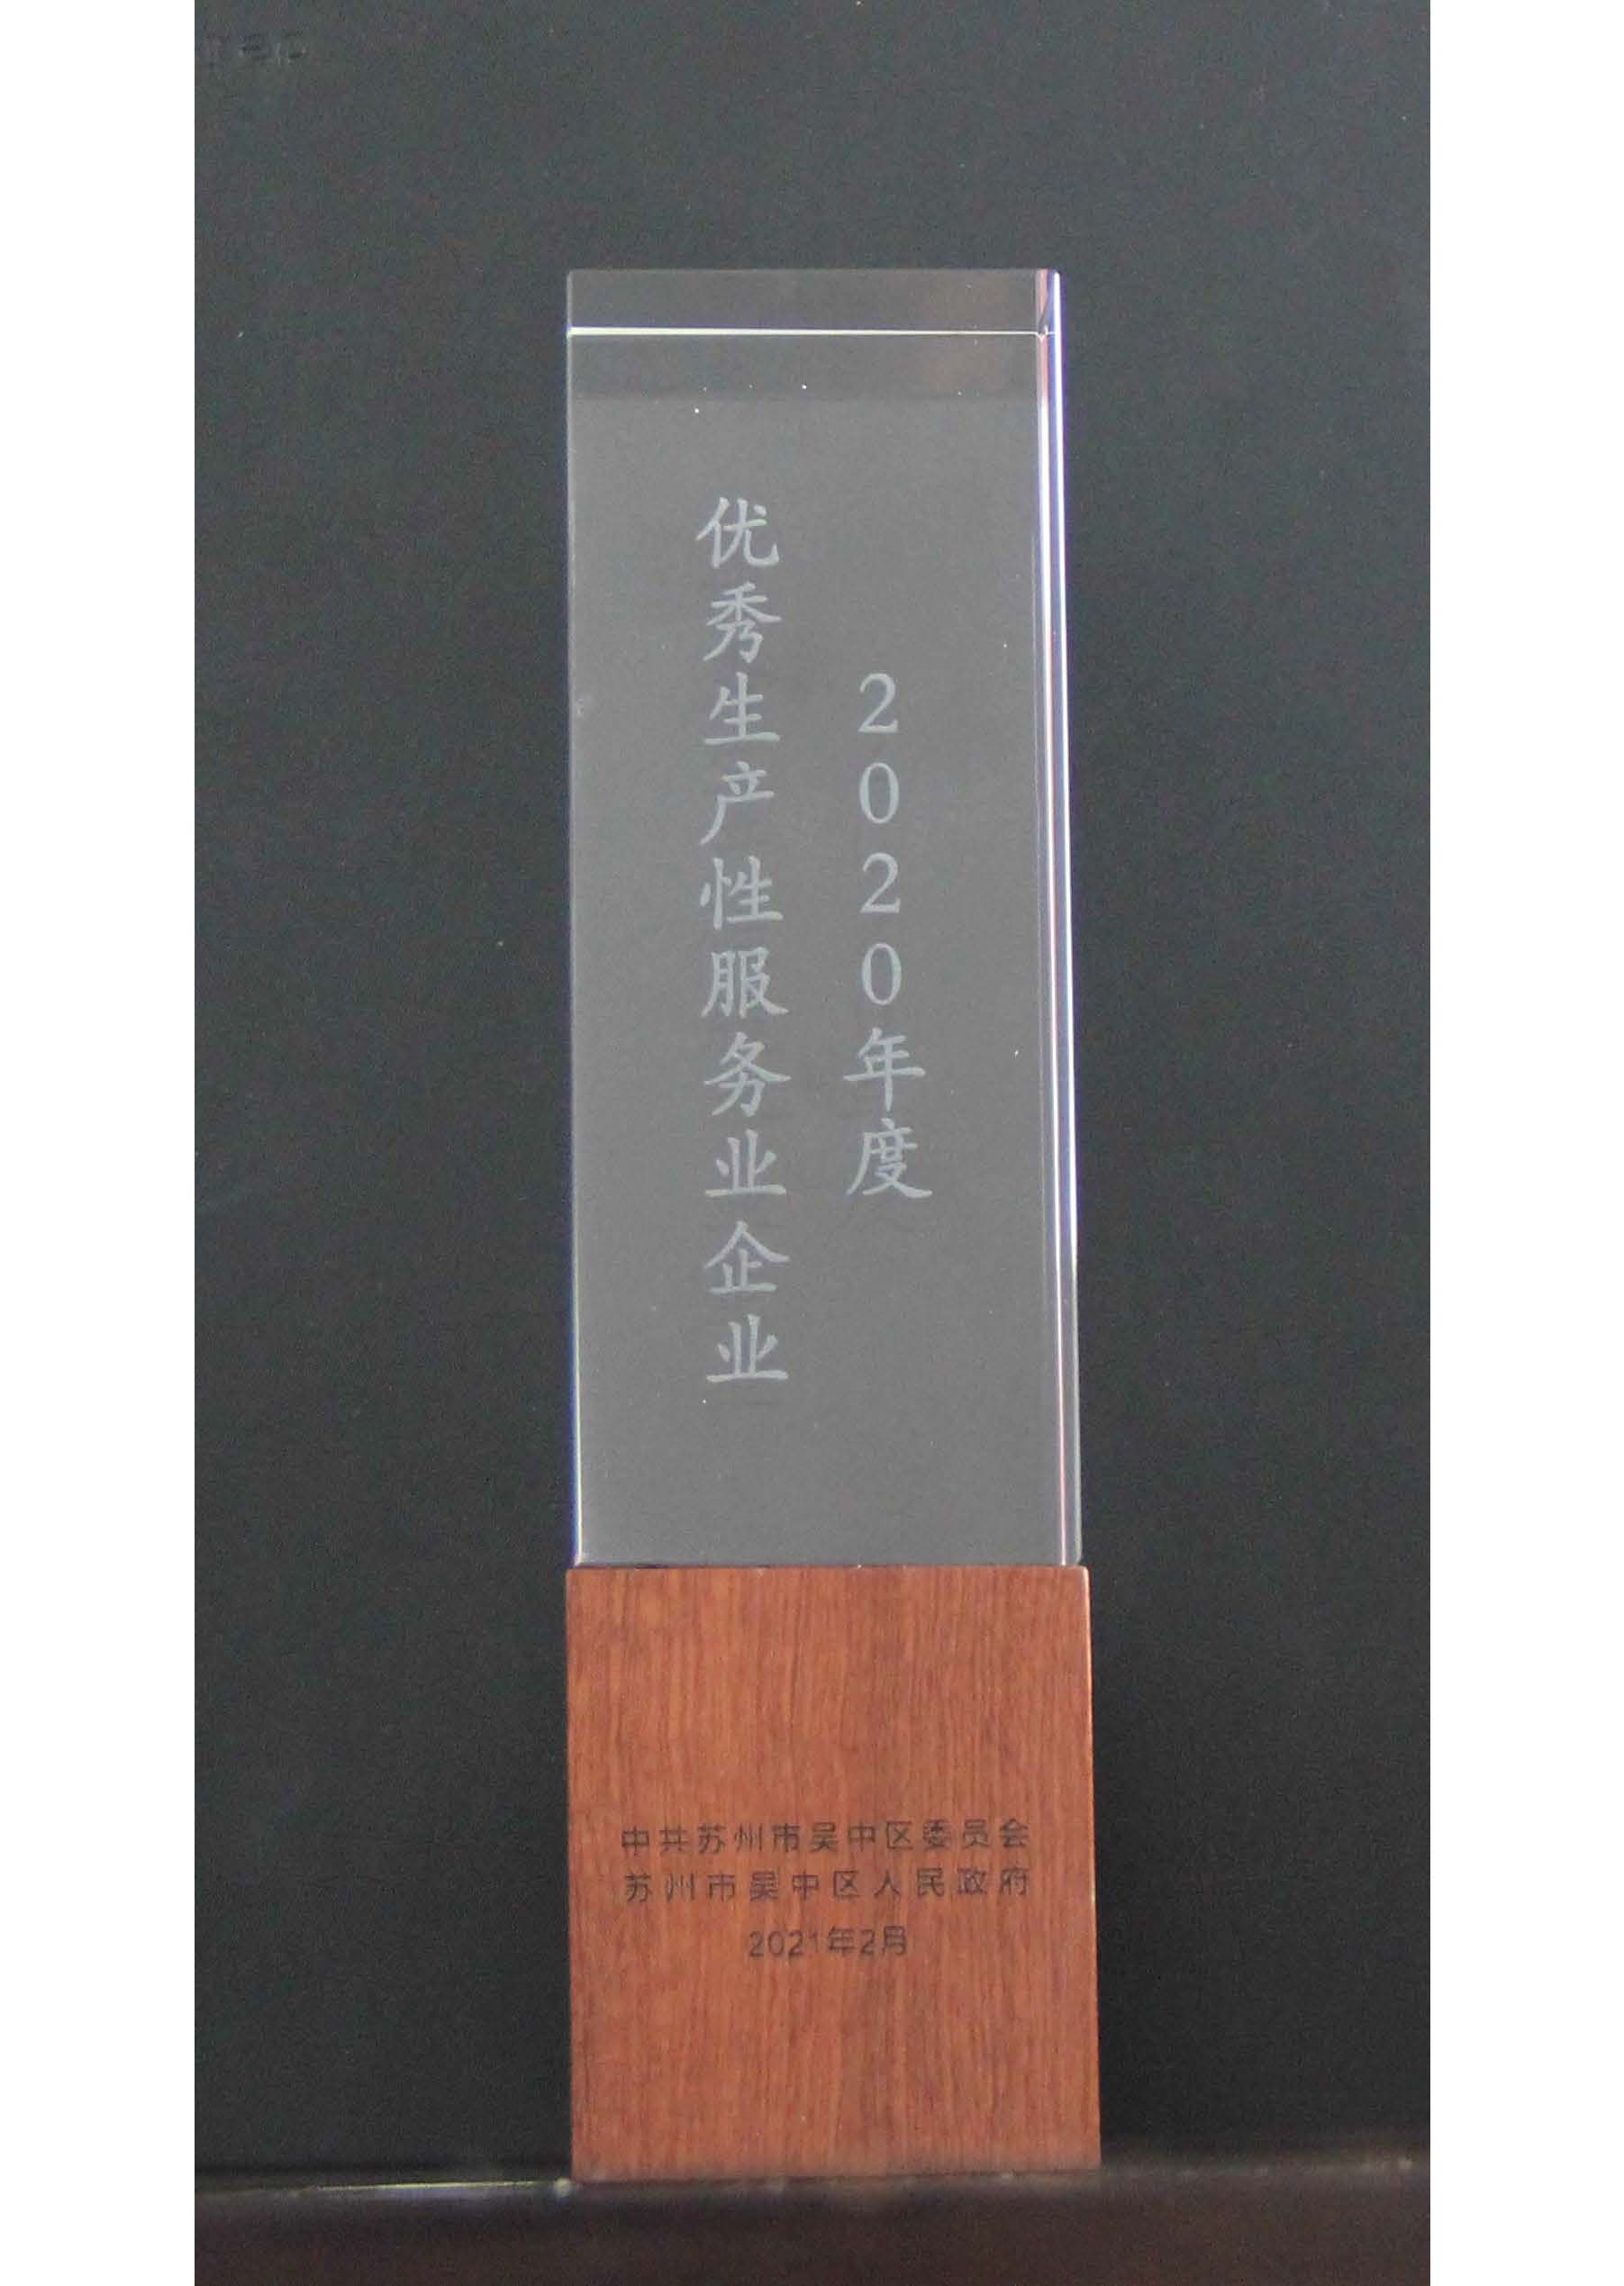 2020年度
优秀生产性服务业企业
中共苏州市吴中区委员会
苏州市吴中区人民政府
2021年2月